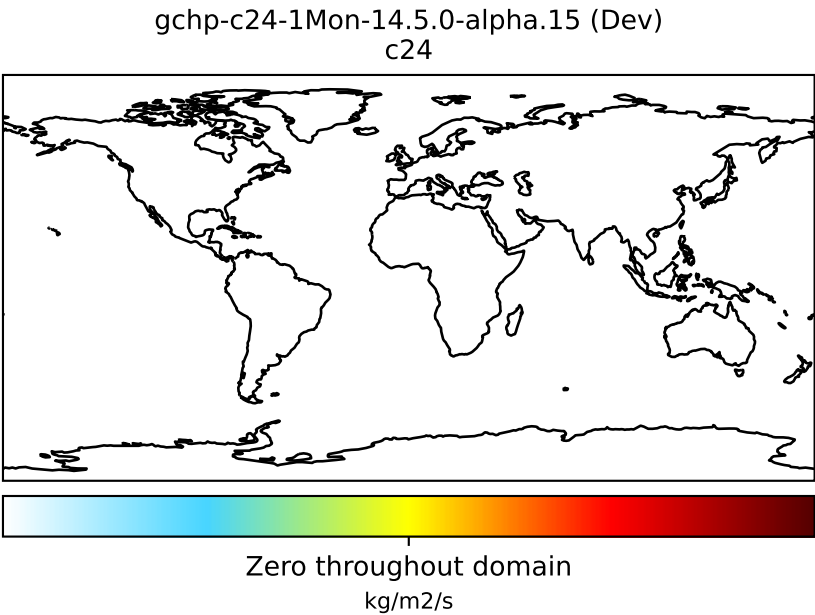 gchp-c24-1Mon-14.5.0-alpha.15 (Dev)
c24
Zero throughout domain
kg/m2/s